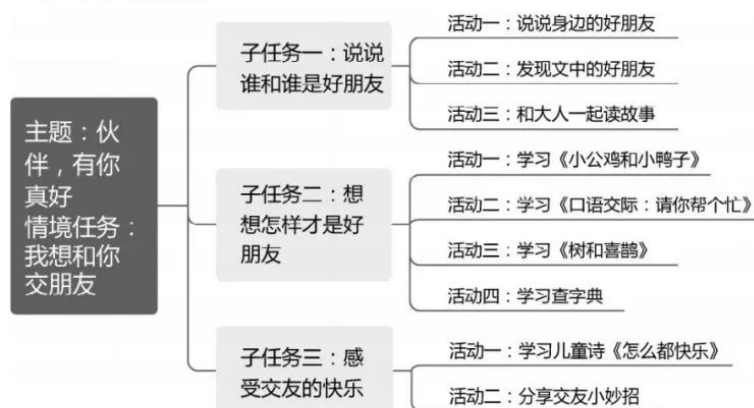 主题：伙
伴，有你
真好
情境任务：
我想和你
交朋友
子任务一：说说
谁和谁是好朋友
活动一：说说身边的好朋友
活动二：发现文中的好朋友
活动三：和大人一起读故事
子任务二：想
想怎样才是好
朋友
活动一：学习《小公鸡和小鸭子》
活动二：学习《口语交际：请你帮个忙》
活动三：学习《树和喜鹊》
活动四：学习查字典
子任务三：感
受交友的快乐
活动一：学习儿童诗《怎么都快乐》
活动二：分享交友小妙招